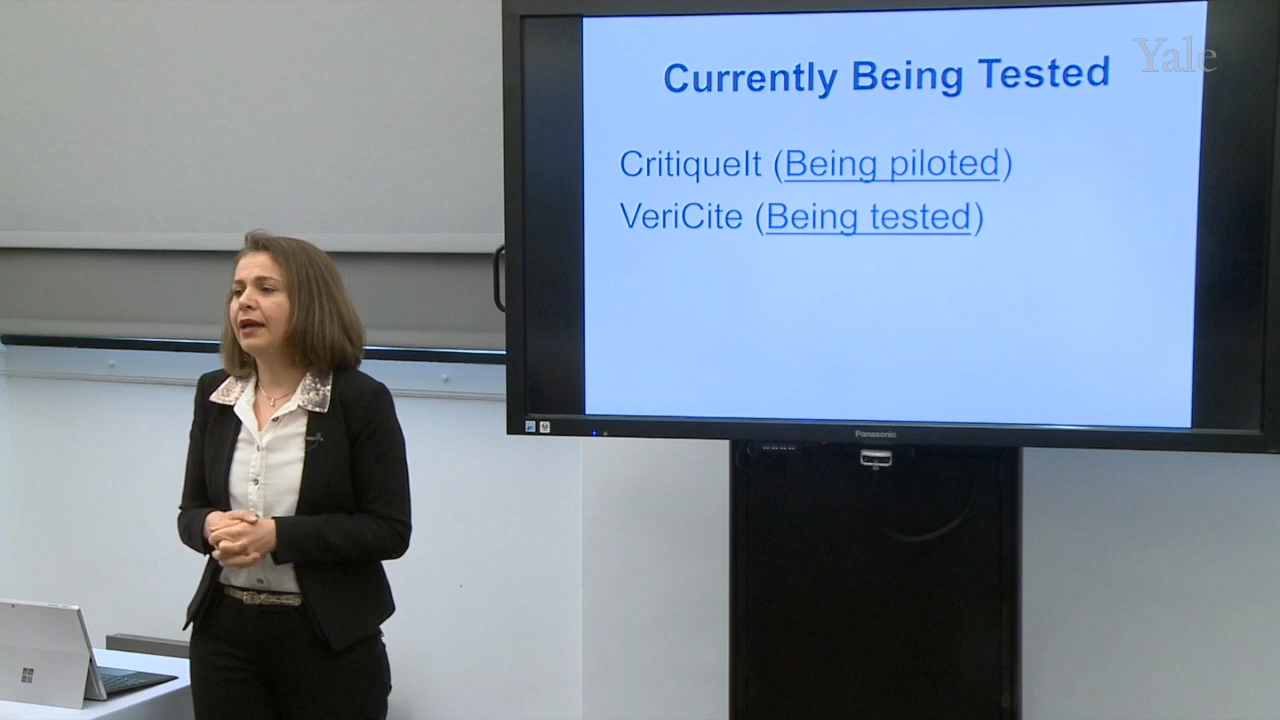 Currently Being Tested
Yale
CritiqueIt (Being piloted)
VeriCite (Being tested)
Panasonic